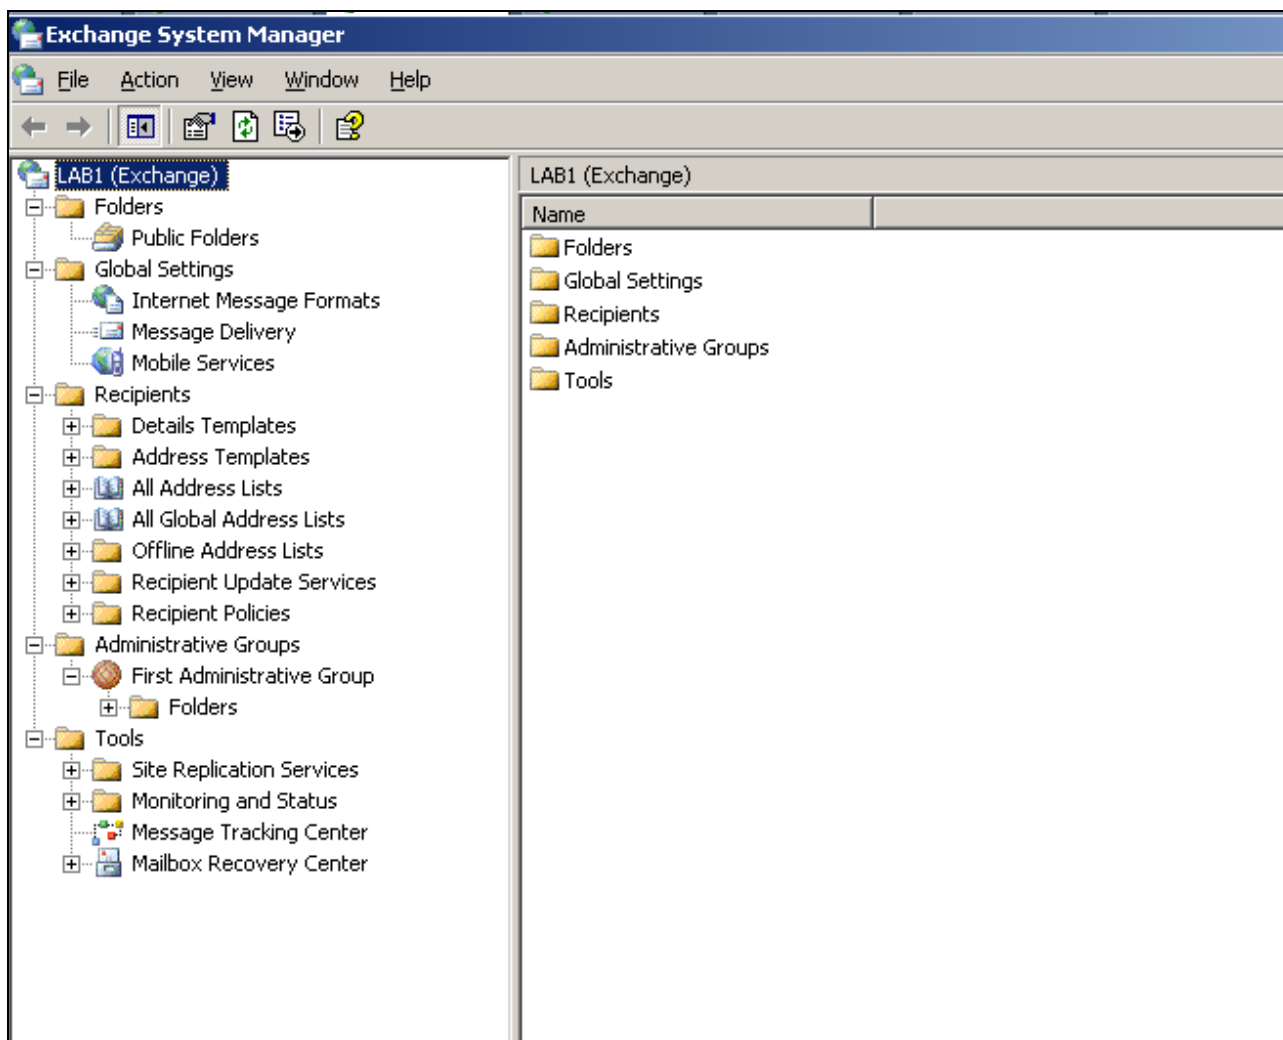 Exchange System Manager
File Action View Window Help
LAB1 (Exchange)
Folders
Public Folders
Global Settings
Internet Message Formats
Message Delivery
Mobile Services
Recipients
Details Templates
Address Templates
All Address Lists
All Global Address Lists
Offline Address Lists
Recipient Update Services
Recipient Policies
Administrative Groups
First Administrative Group
Folders
Tools
Site Replication Services
Monitoring and Status
Message Tracking Center
Mailbox Recovery Center
LAB1 (Exchange)
Name
Folders
Global Settings
Recipients
Administrative Groups
Tools